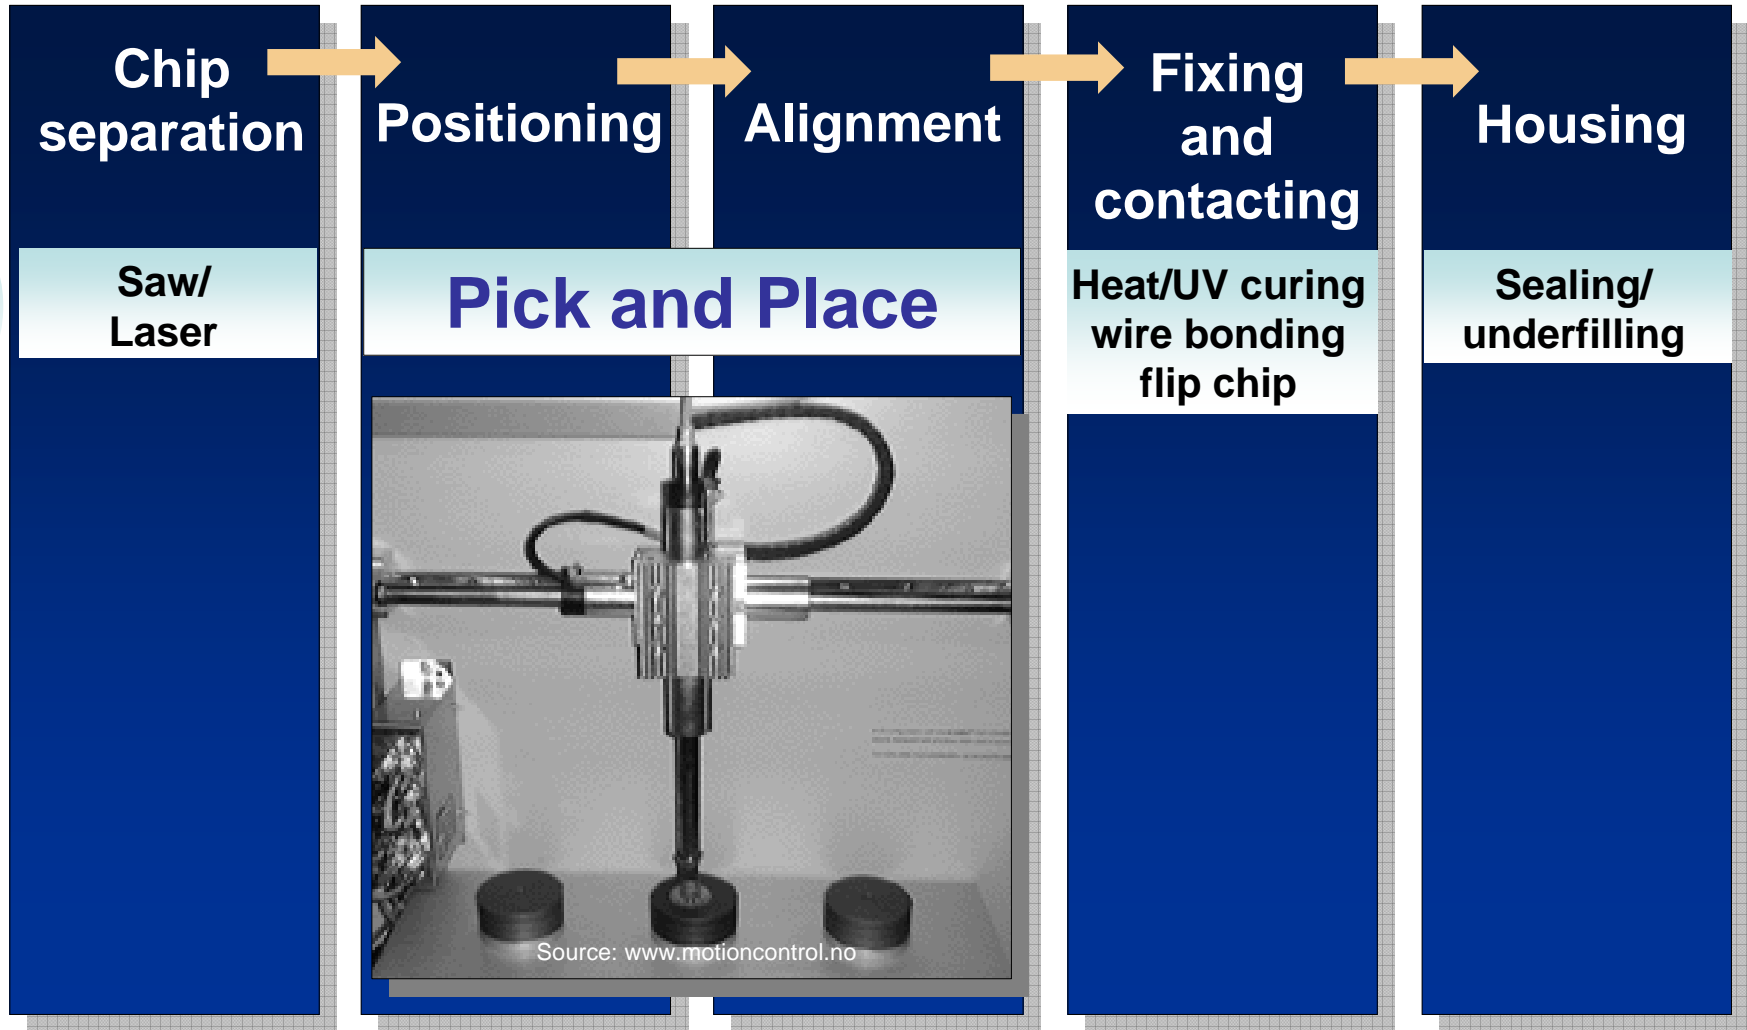 Chip
separation
Positioning
Alignment
Fixing
and
contacting
Housing
Saw/
Laser
Pick and Place
Heat/UV curing
wire bonding
flip chip
Sealing/
underfilling
Source: www.motioncontrol.no